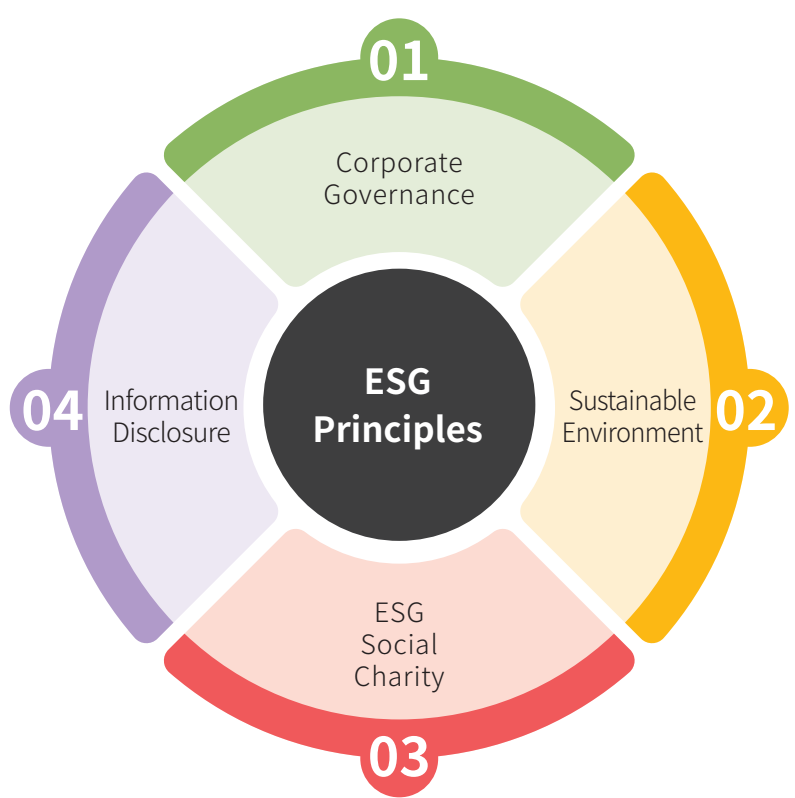 01
Corporate
Governance
02
Sustainable
Environment
03
ESG
Social
Charity
04
Information
Disclosure
ESG
Principles